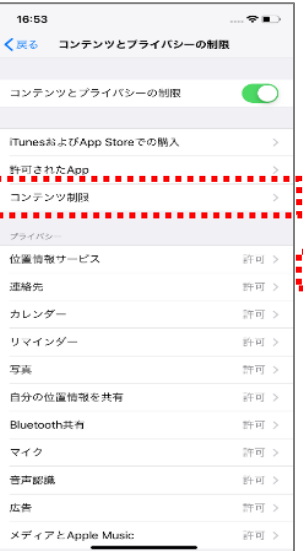 16:53
戻る コンテンツとプライバシーの制限
コンテンツとプライバシーの制限
iTunesおよびApp Storeでの購入
許可されたApp
コンテンツ制限
プライバシー
位置情報サービス 許可
連絡先 許可
カレンダー 許可
リマインダー 許可
写真 許可
自分の位置情報を共有 許可
Bluetooth共有 許可
マイク 許可
音声認識 許可
広告 許可
メディアとApple Music 許可